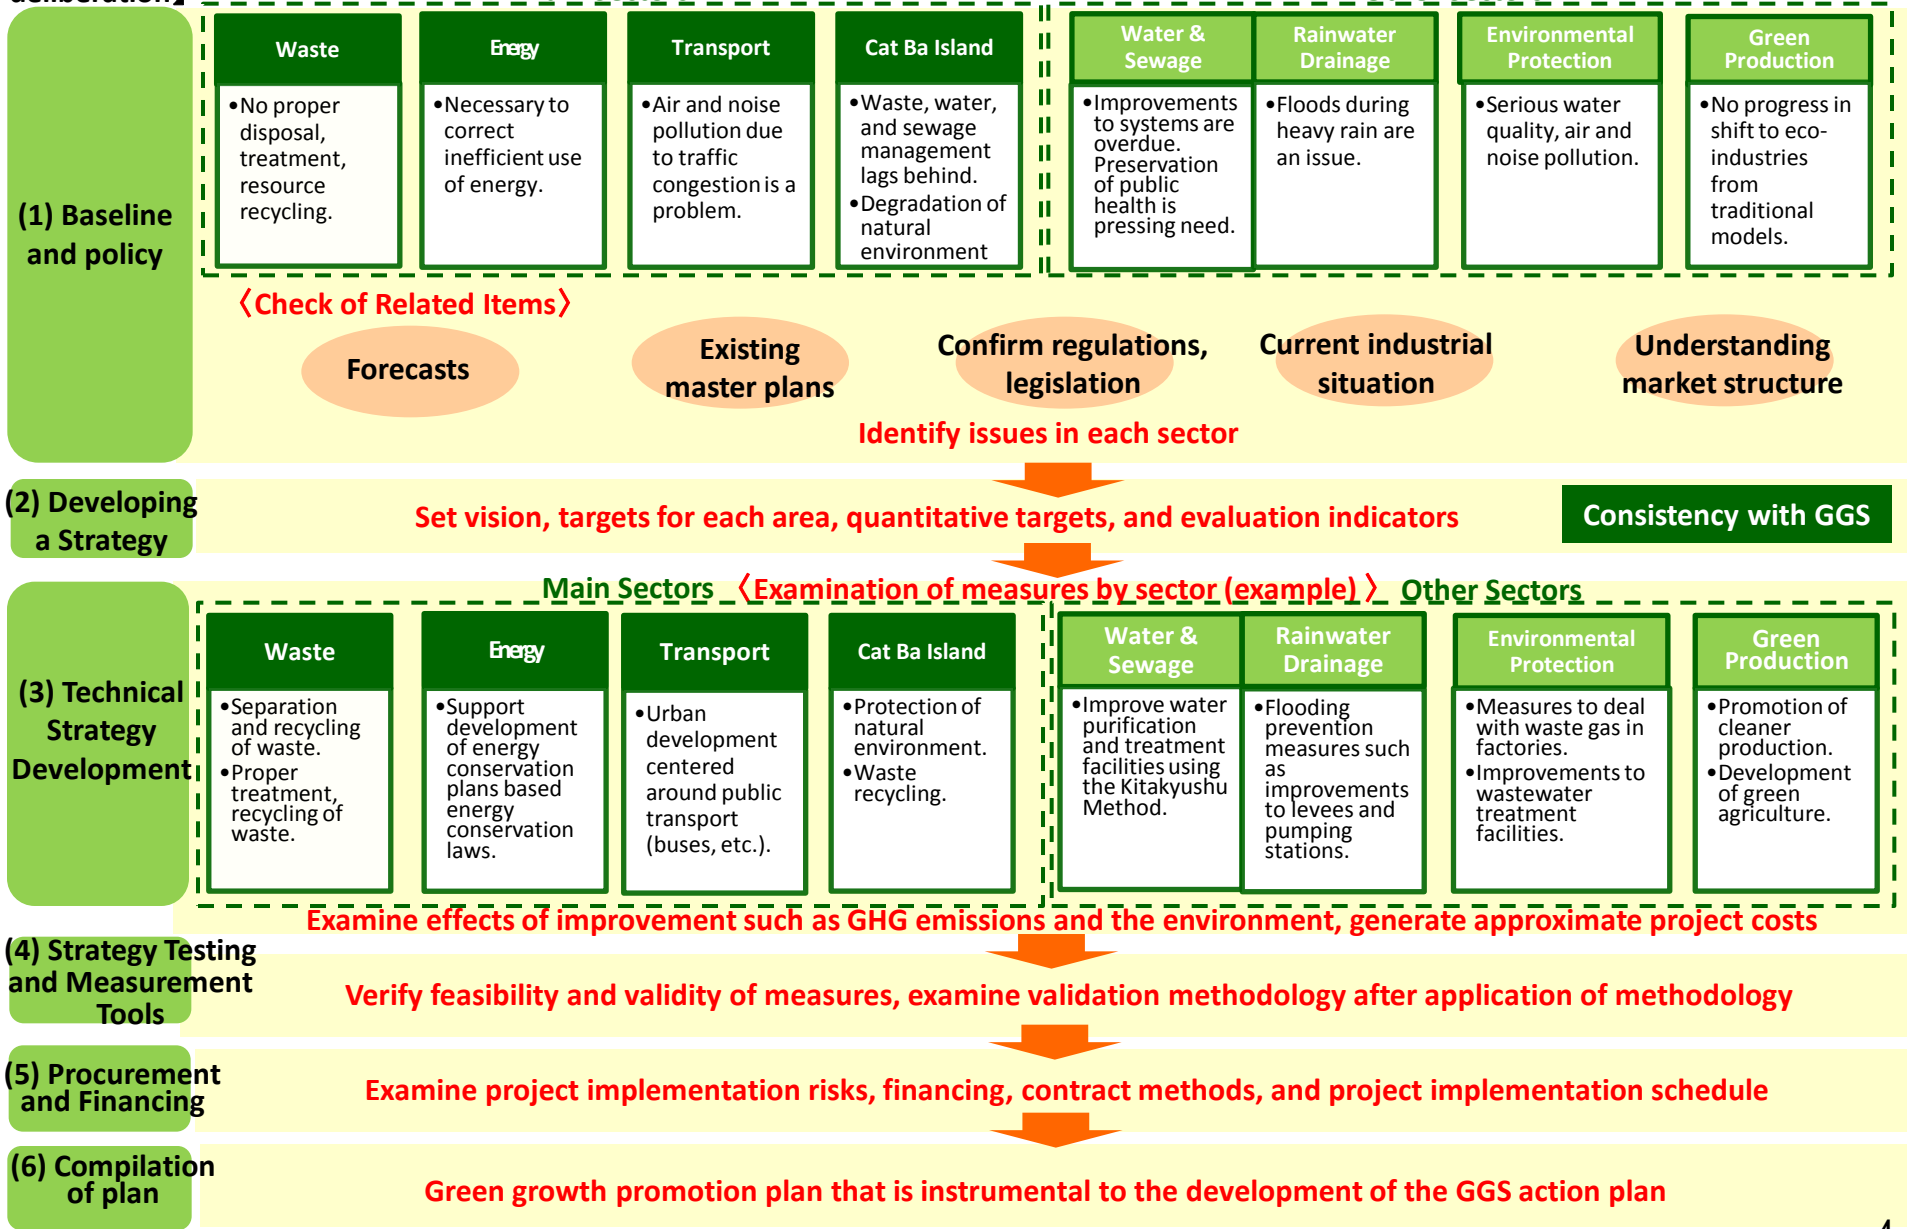 deliberation】
Waste
Energy
Transport
Cat Ba Island
Water &
Sewage
Rainwater
Drainage
Environmental
Protection
Green
Production
•No proper
disposal,
treatment,
resource
recycling.
•Necessary to
correct
inefficient use
of energy.
•Air and noise
pollution due
to traffic
congestion is a
problem.
•Waste, water,
and sewage
management
lags behind.
•Degradation of
natural
environment
•Improvements
to systems are
overdue.
Preservation
of public
health is
pressing need.
•Floods during
heavy rain are
an issue.
•Serious water
quality, air and
noise pollution.
•No progress in
shift to eco-
industries
from
traditional
models.
(1) Baseline
and policy
〈Check of Related Items〉
Forecasts
Existing
master plans
Confirm regulations,
legislation
Current industrial
situation
Understanding
market structure
Identify issues in each sector
(2) Developing
a Strategy
Set vision, targets for each area, quantitative targets, and evaluation indicators
Consistency with GGS
Main Sectors 〈Examination of measures by sector (example) 〉 Other Sectors
Waste
Energy
Transport
Cat Ba Island
Water &
Sewage
Rainwater
Drainage
Environmental
Protection
Green
Production
(3) Technical
Strategy
Development
•Separation
and recycling
of waste.
•Proper
treatment,
recycling of
waste.
•Support
development
of energy
conservation
plans based
energy
conservation
laws.
•Urban
development
centered
around public
transport
(buses, etc.).
•Protection of
natural
environment.
•Waste
recycling.
•Improve water
purification
and treatment
facilities using
the Kitakyushu
Method.
•Flooding
prevention
measures such
as
improvements
to levees and
pumping
stations.
•Measures to deal
with waste gas in
factories.
•Improvements to
wastewater
treatment
facilities.
•Promotion of
cleaner
production.
•Development
of green
agriculture.
Examine effects of improvement such as GHG emissions and the environment, generate approximate project costs
(4) Strategy Testing
and Measurement
Tools
Verify feasibility and validity of measures, examine validation methodology after application of methodology
(5) Procurement
and Financing
Examine project implementation risks, financing, contract methods, and project implementation schedule
(6) Compilation
of plan
Green growth promotion plan that is instrumental to the development of the GGS action plan